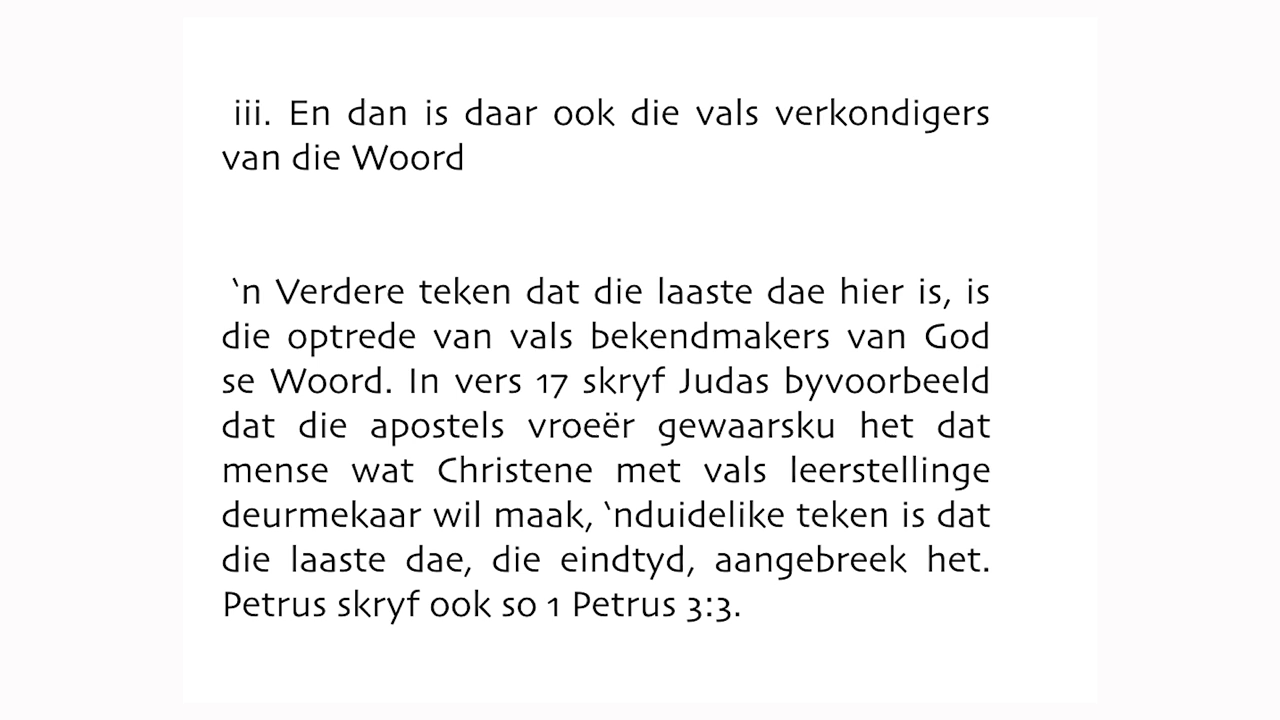 iii. En dan is daar ook die vals verkondigers
van die Woord
‘n Verdere teken dat die laaste dae hier is, is
die optrede van vals bekendmakers van God
se Woord. In vers 17 skryf Judas byvoorbeeld
dat die apostels vroeër gewaarsku het dat
mense wat Christene met vals leerstellinge
deurmekaar wil maak, ‘nduidelike teken is dat
die laaste dae, die eindtyd, aangebreek het.
Petrus skryf ook so 1 Petrus 3:3.